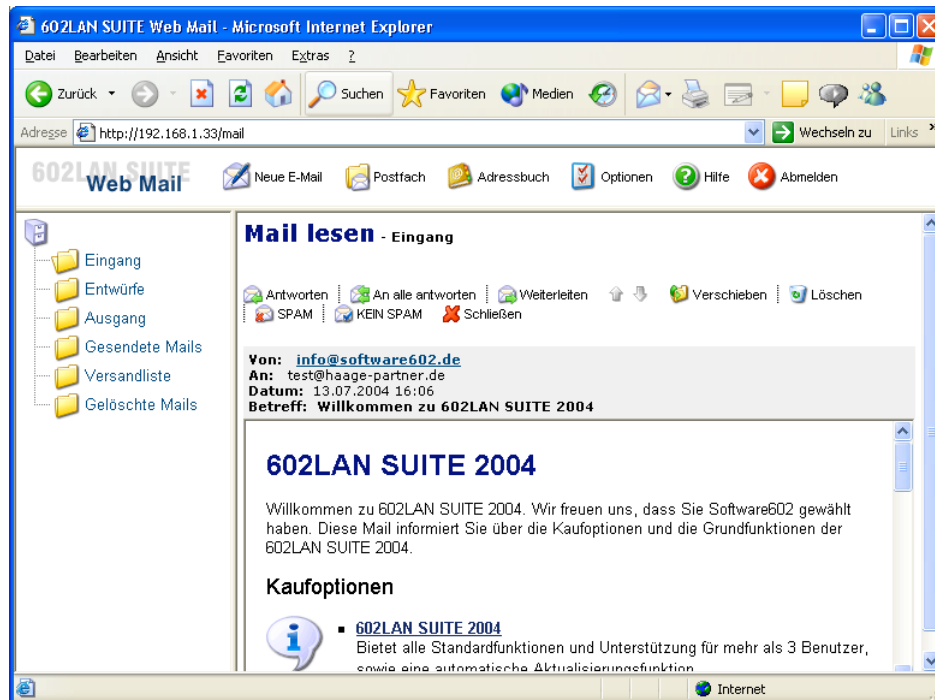 602LAN SUITE Web Mail - Microsoft Internet Explorer
Datei Bearbeiten Ansicht Favoriten Extras ?
Zurück Suchen Favoriten Medien
Adresse http://192.168.1.33/mail Wechseln zu Links »
602LAN SUITE
Web Mail Neue E-Mail Postfach Adressbuch Optionen Hilfe Abmelden
Mail lesen - Eingang
Eingang
Entwürfe
Ausgang
Gesendete Mails
Versandliste
Gelöschte Mails
Antworten An alle antworten Weiterleiten Verschieben Löschen
SPAM KEIN SPAM Schließen
Von: info@software602.de
An: test@haage-partner.de
Datum: 13.07.2004 16:06
Betreff: Willkommen zu 602LAN SUITE 2004
602LAN SUITE 2004
Willkommen zu 602LAN SUITE 2004. Wir freuen uns, dass Sie Software602 gewählt
haben. Diese Mail informiert Sie über die Kaufoptionen und die Grundfunktionen der
602LAN SUITE 2004.
Kaufoptionen
602LAN SUITE 2004
Bietet alle Standardfunktionen und Unterstützung für mehr als 3 Benutzer,
sowie eine automatische Aktualisierungsfunktion
Internet